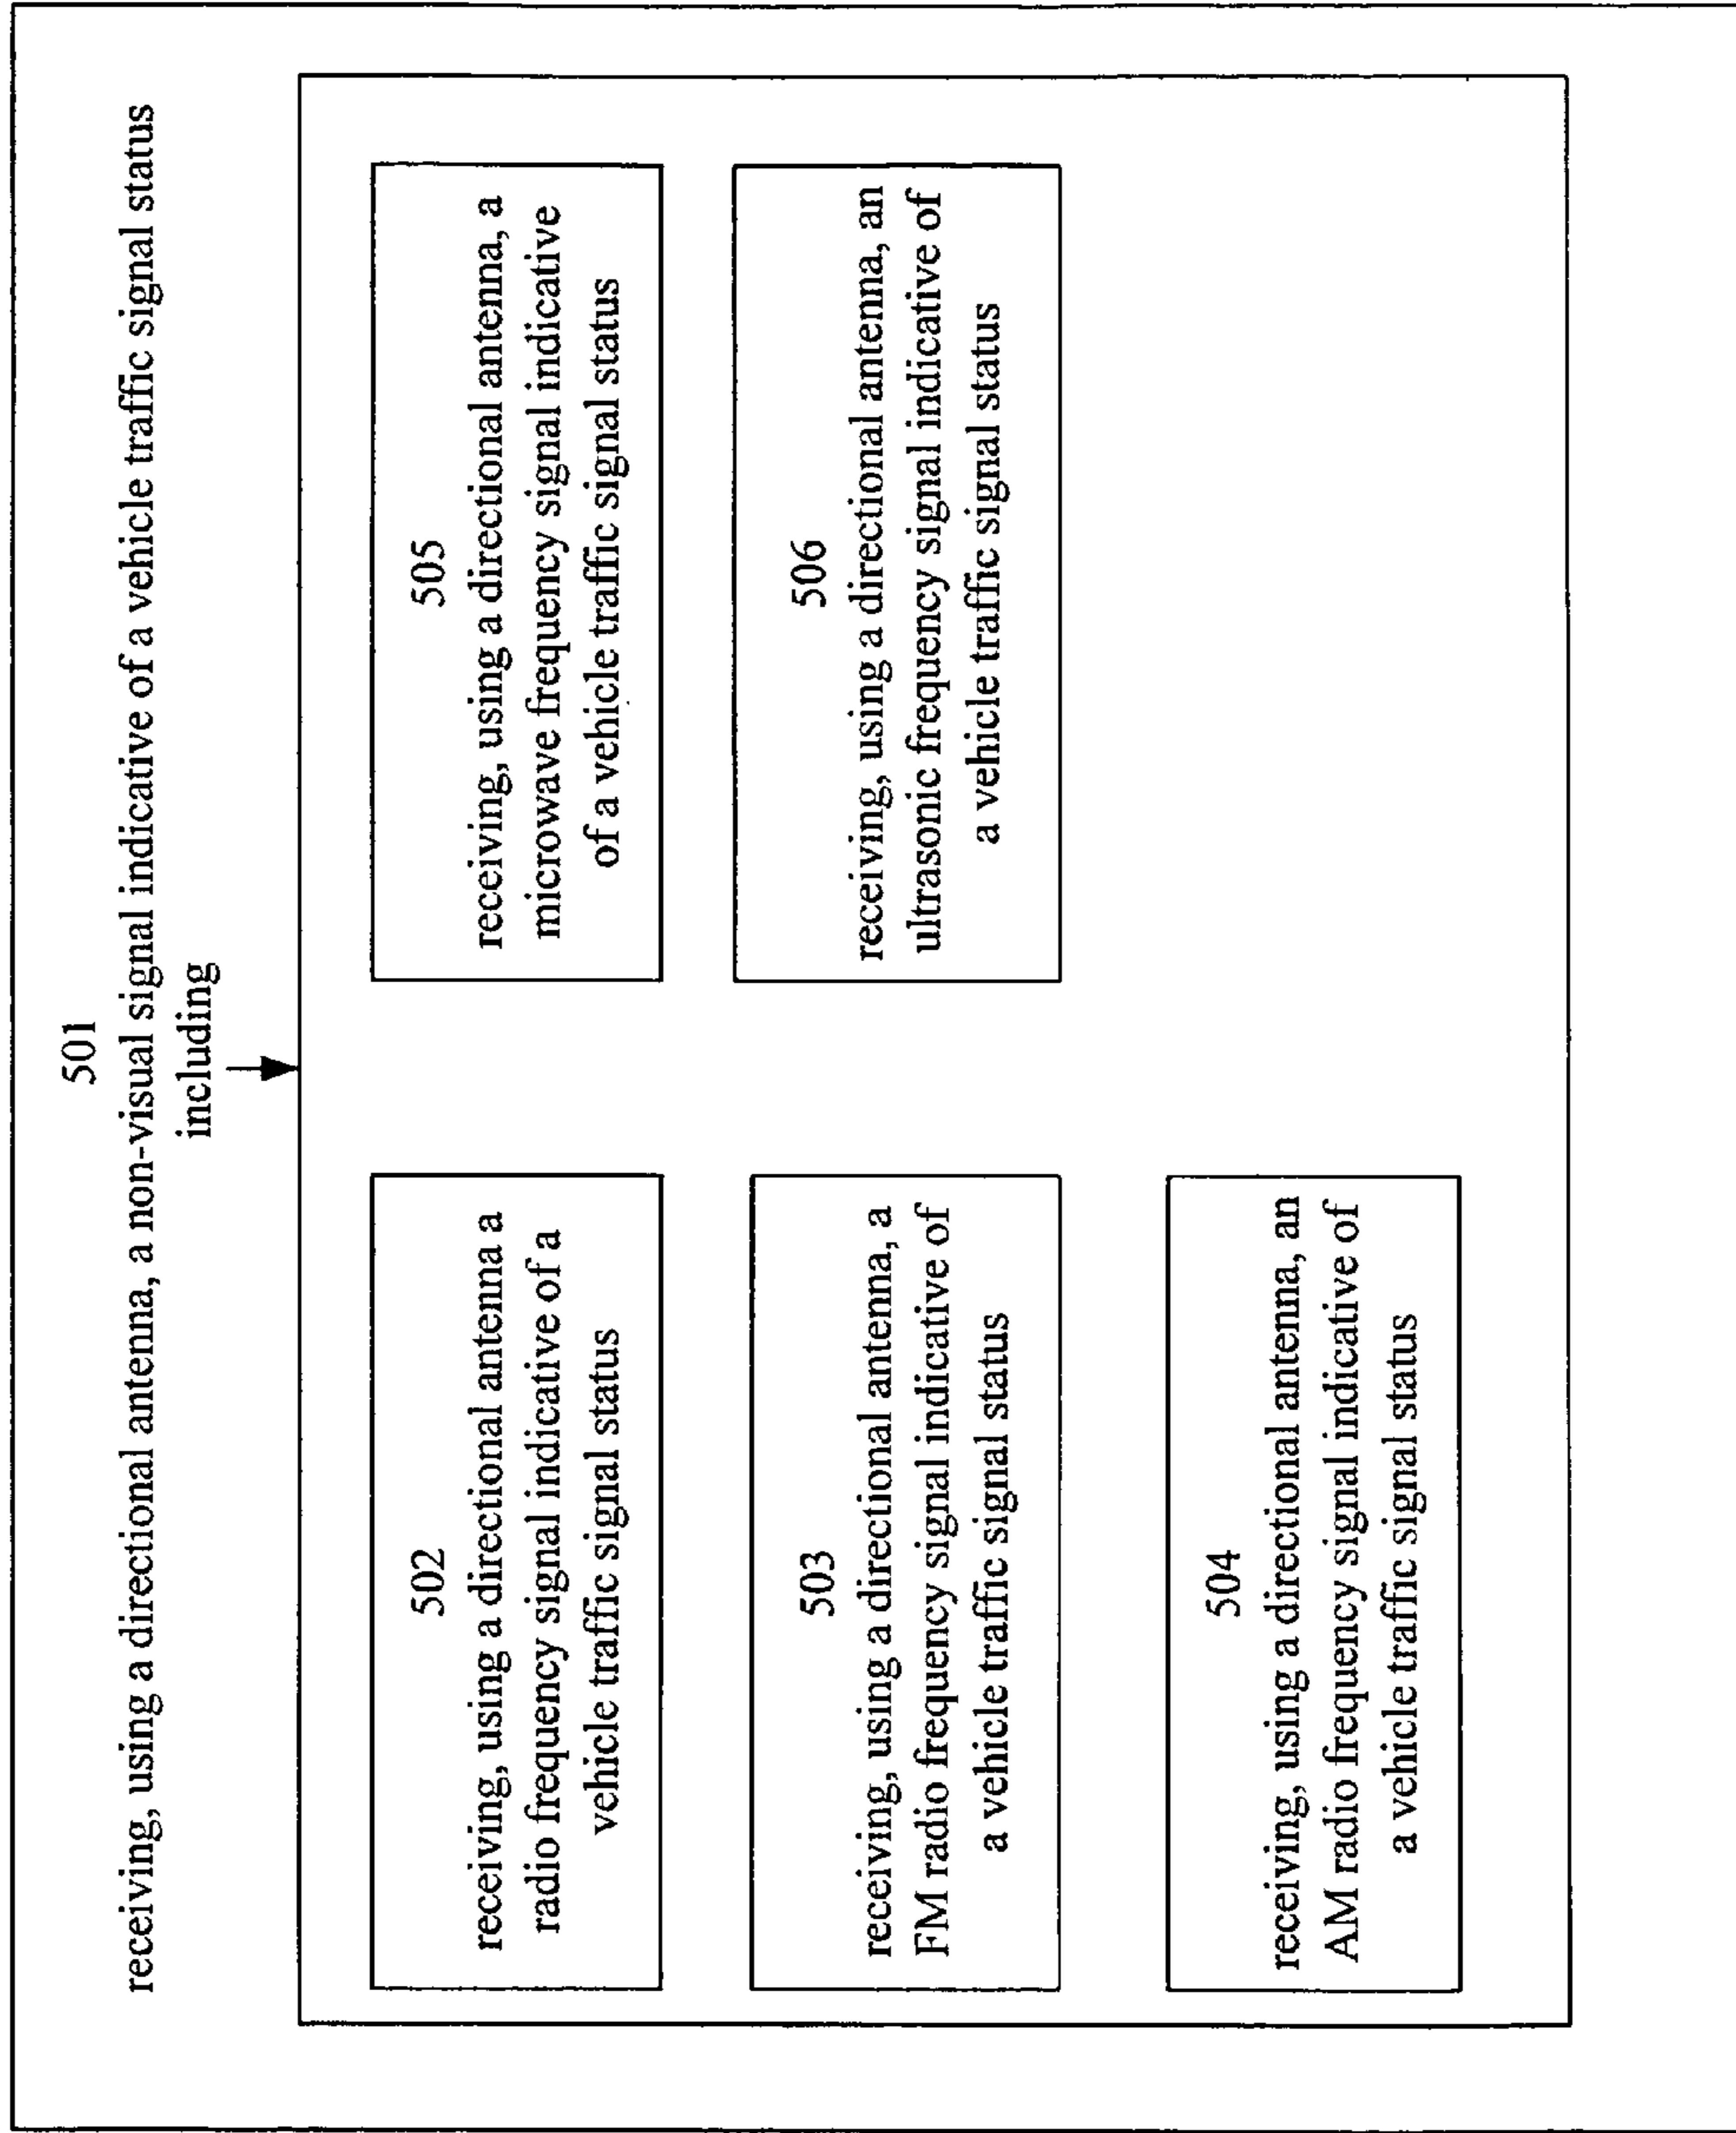 501
receiving, using a directional antenna, a non-visual signal indicative of a vehicle traffic signal status
including
502
receiving, using a directional antenna a
radio frequency signal indicative of a
vehicle traffic signal status
503
receiving, using a directional antenna, a
FM radio frequency signal indicative of
a vehicle traffic signal status
504
receiving, using a directional antenna, an
AM radio frequency signal indicative of
a vehicle traffic signal status
505
receiving, using a directional antenna, a
microwave frequency signal indicative
of a vehicle traffic signal status
506
receiving, using a directional antenna, an
ultrasonic frequency signal indicative of
a vehicle traffic signal status